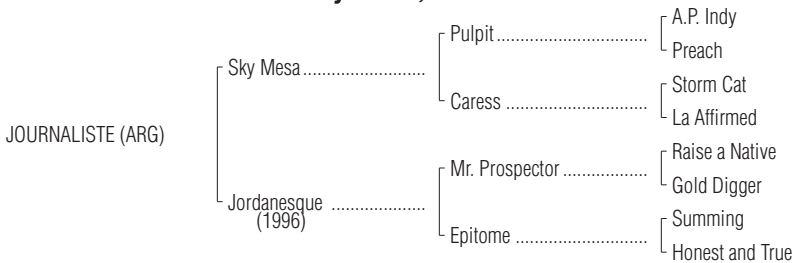 A.P. Indy
Pulpit
Preach
Sky Mesa
Storm Cat
Caress
La Affirmed
JOURNALISTE (ARG)
Raise a Native
Mr. Prospector
Gold Digger
Jordanesque
(1996)
Summing
Epitome
Honest and True